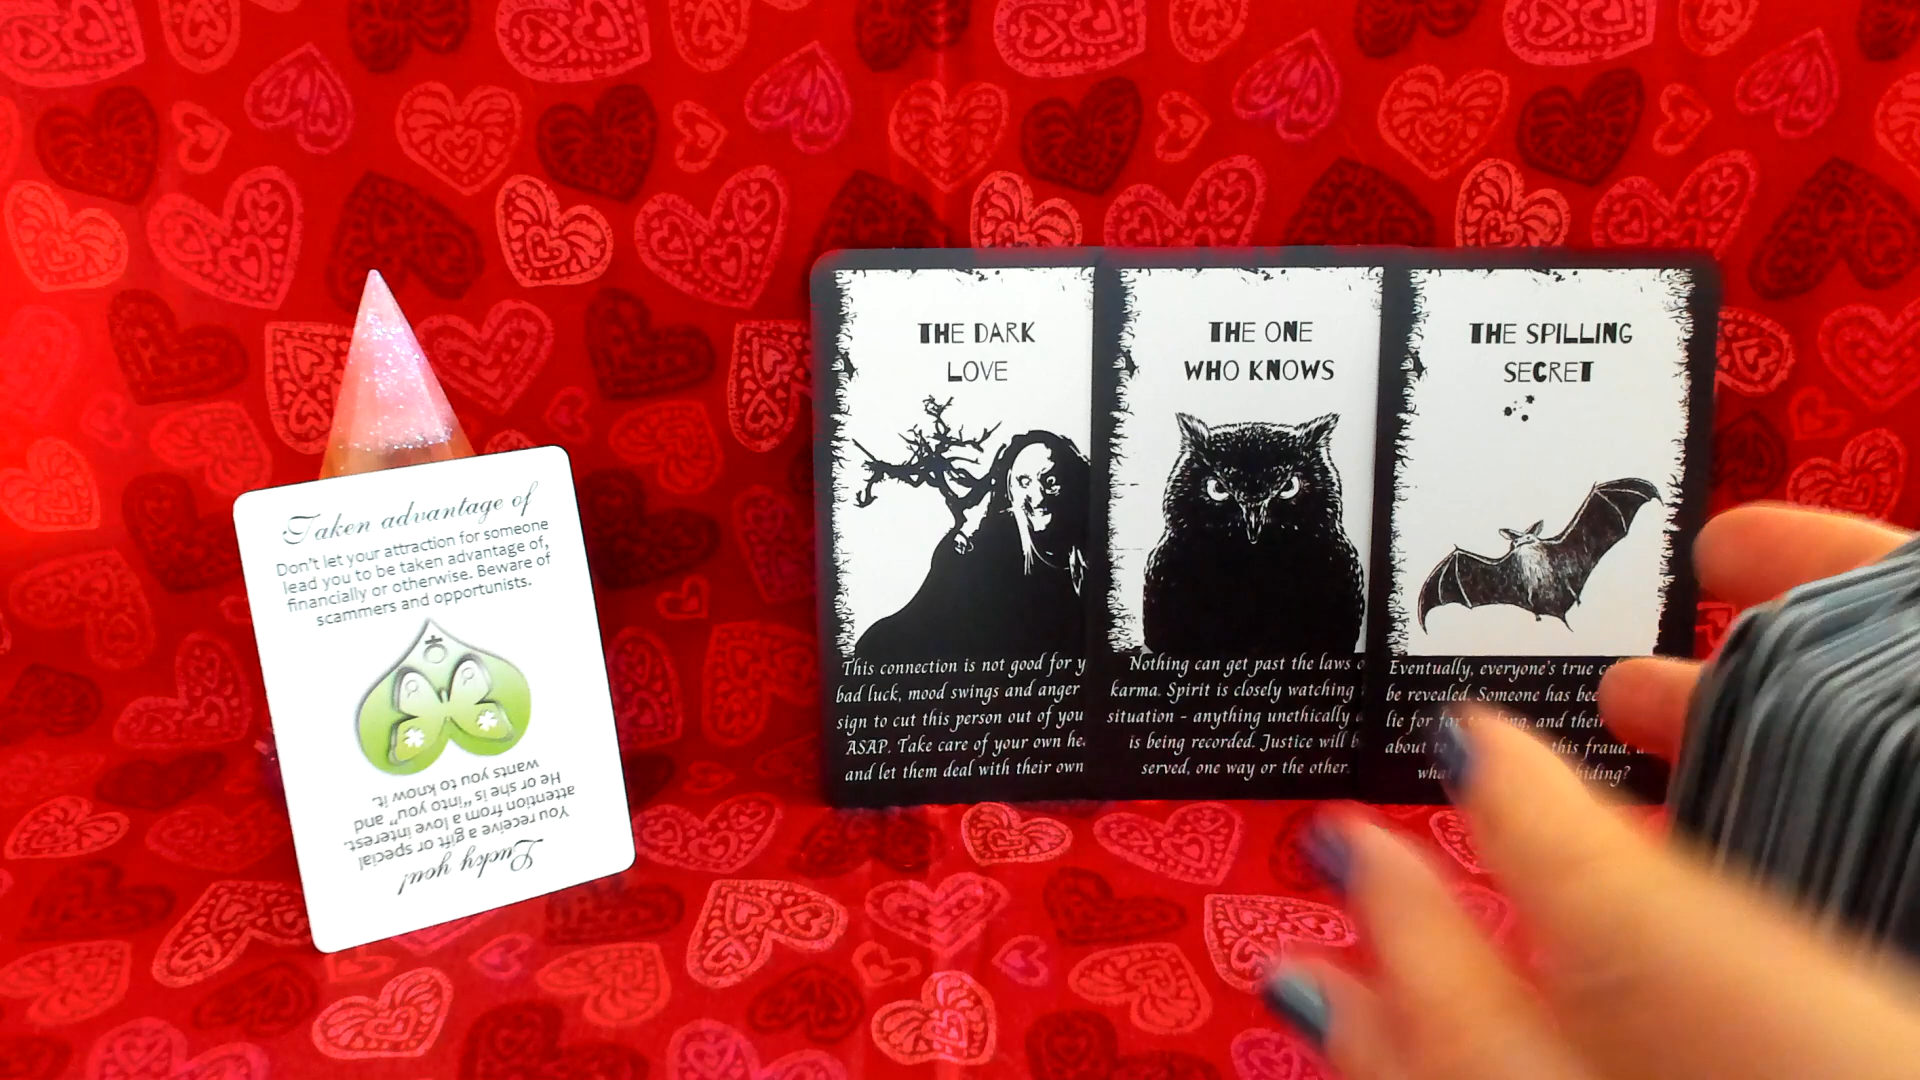 Taken advantage of
Don't let your attraction for someone
lead you to be taken advantage of,
financially or otherwise. Beware of
scammers and opportunists.
Lucky you!
You receive a gift or special
attention from a love interest.
He or she is "into you" and
wants you to know it.
THE DARK
LOVE
This connection is not good for
bad luck, mood swings and anger
sign to cut this person out of you
ASAP. Take care of your own
and let them deal with their own
THE ONE
WHO KNOWS
Nothing can get past the laws
karma. Spirit is closely watching
situation - anything unethically
is being recorded. Justice will
served, one way or the other.
THE SPILLING
SECRET
Eventually, everyone's true
be revealed. Someone has
lie for far long, and their
about this fraud,
hiding?